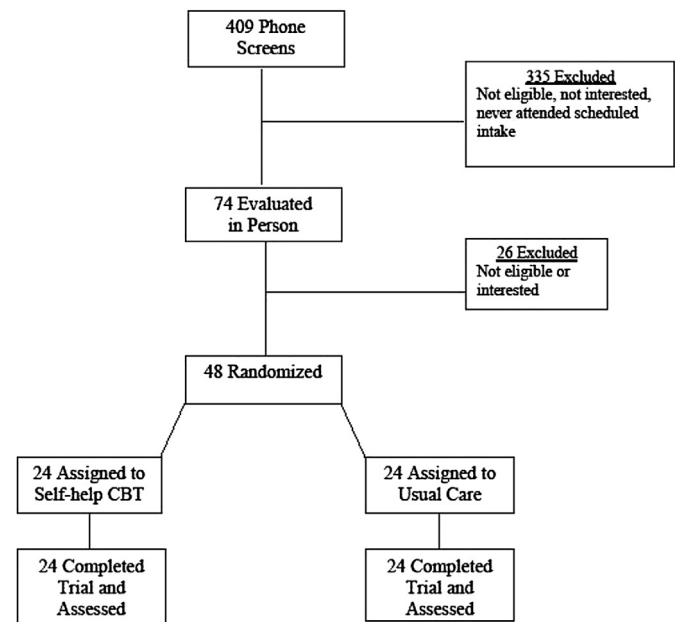 409 Phone
Screens
335 Excluded
Not eligible, not interested,
never attended scheduled
intake
74 Evaluated
in Person
26 Excluded
Not eligible or
interested
48 Randomized
24 Assigned to
Self-help CBT
24 Assigned to
Usual Care
24 Completed
Trial and
Assessed
24 Completed
Trial and
Assessed